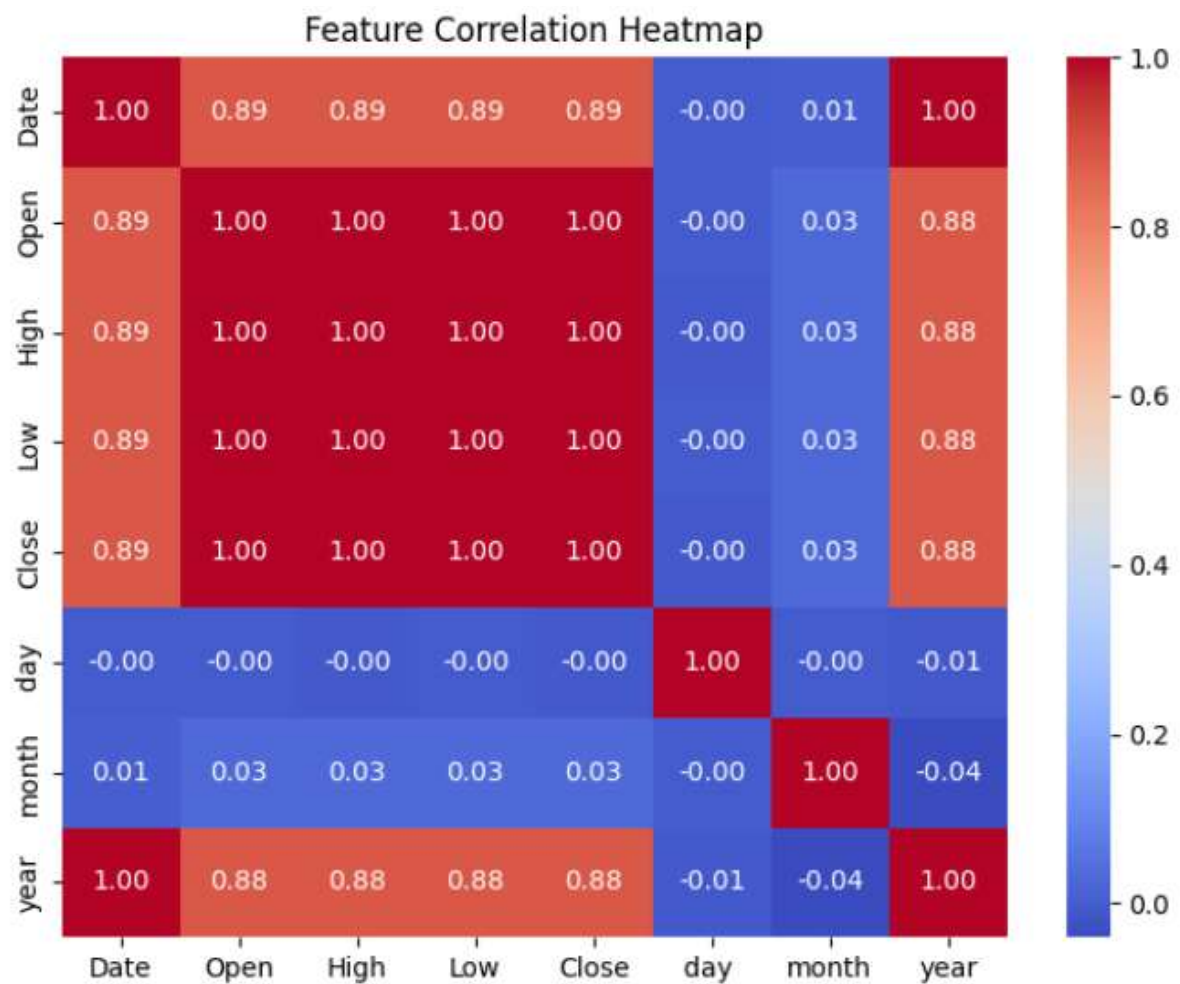 Feature Correlation Heatmap
Date 1.00 0.89 0.89 0.89 0.89 -0.00 0.01 1.00
Open 0.89 1.00 1.00 1.00 1.00 -0.00 0.03 0.88
High 0.89 1.00 1.00 1.00 1.00 -0.00 0.03 0.88
Low 0.89 1.00 1.00 1.00 1.00 -0.00 0.03 0.88
Close 0.89 1.00 1.00 1.00 1.00 -0.00 0.03 0.88
day -0.00 -0.00 -0.00 -0.00 -0.00 1.00 -0.00 -0.01
month 0.01 0.03 0.03 0.03 0.03 -0.00 1.00 -0.04
year 1.00 0.88 0.88 0.88 0.88 -0.01 -0.04 1.00
Date Open High Low Close day month year
1.0
0.8
0.6
0.4
0.2
0.0